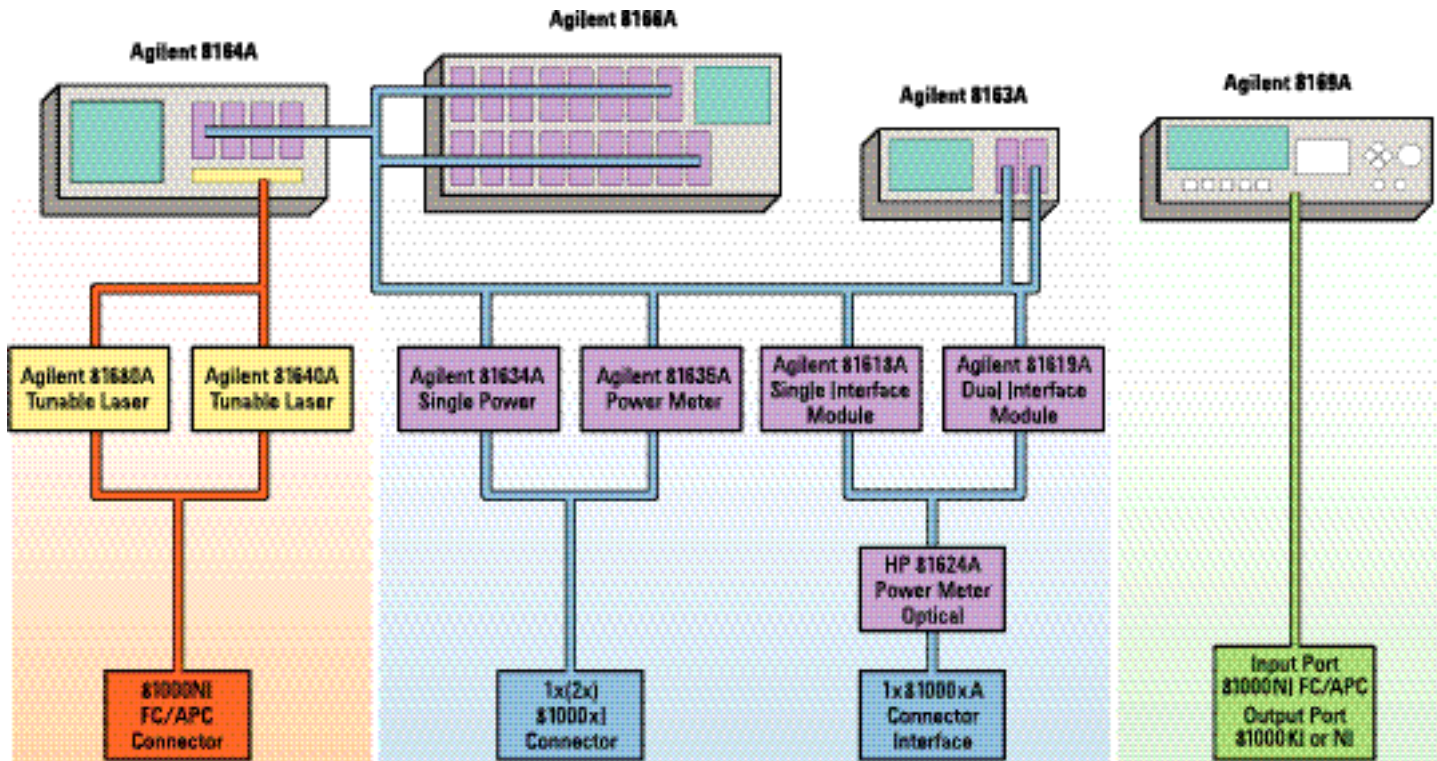 Agilent 8164A
Agilent 8166A
Agilent 8163A
Agilent 8169A
Agilent 81680A
Tunable Laser
Agilent 81640A
Tunable Laser
Agilent 81634A
Single Power
Agilent 81635A
Power Meter
Agilent 81618A
Single Interface
Module
Agilent 81619A
Dual Interface
Module
HP 81624A
Power Meter
Optical
81000NI
FC/APC
Connector
1x(2x)
81000xI
Connector
1x81000xA
Connector
Interface
Input Port
81000NI FC/APC
Output Port
81000KI or NI